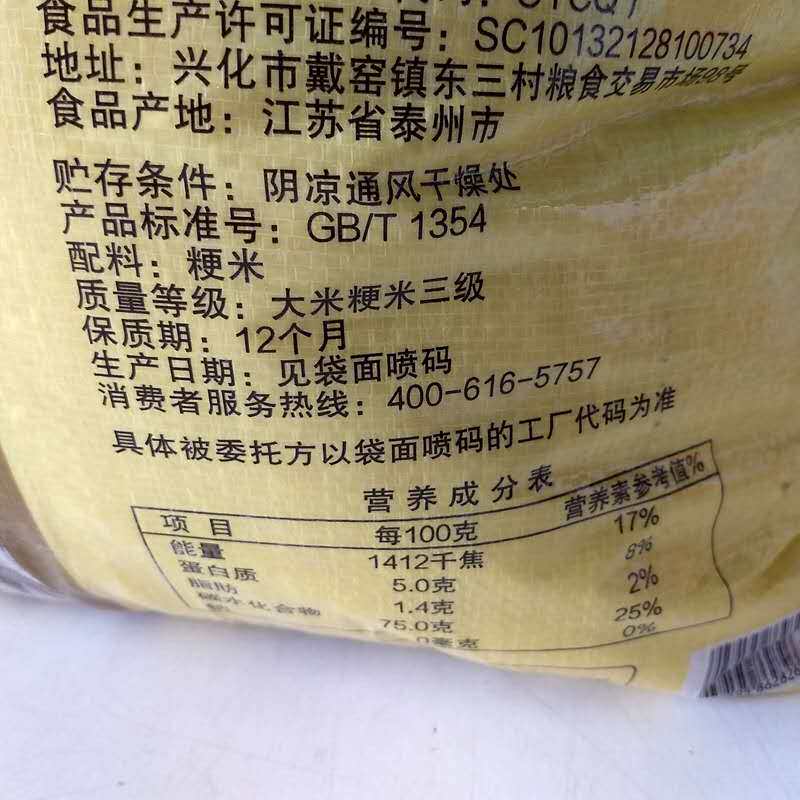 食品生产许可证编号：SC10132128100734
地址：兴化市戴窑镇东三村粮食交易市场98号
食品产地：江苏省泰州市
贮存条件：阴凉通风干燥处
产品标准号：GB/T 1354
配料：粳米
质量等级：大米粳米三级
保质期：12个月
生产日期：见袋面喷码
消费者服务热线：400-616-5757
具体被委托方以袋面喷码的工厂代码为准
营养成分表
项目 每100克 营养素参考值%
能量 1412千焦 17%
蛋白质 5.0克 8%
脂肪 1.4克 2%
碳水化合物 75.0克 25%
0毫克 0%